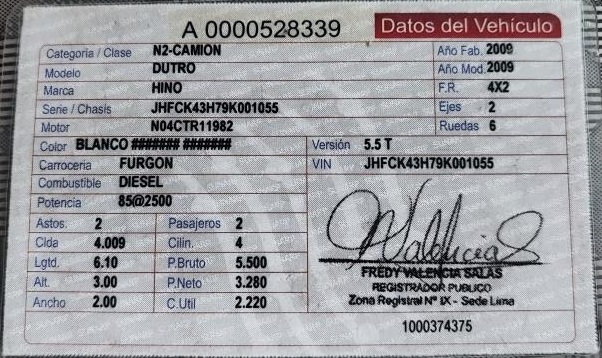 A 0000528339 Datos del Vehículo
Categoría / Clase N2-CAMION Año Fab. 2009
Modelo DUTRO Año Mod. 2009
Marca HINO F.R. 4X2
Serie / Chasis JHFCK43H79K001055 Ejes 2
Motor N04CTR11982 Ruedas 6
Color BLANCO ####### ####### Versión 5.5 T
Carrocería FURGON VIN JHFCK43H79K001055
Combustible DIESEL
Potencia 85@2500
Astos. 2 Pasajeros 2
Clda 4.009 Cilin. 4
Lgtd. 6.10 P.Bruto 5.500
Alt. 3.00 P.Neto 3.280
Ancho 2.00 C.Util 2.220
FREDY VALENCIA SALAS
REGISTRADOR PUBLICO
Zona Registral Nº IX - Sede Lima
1000374375